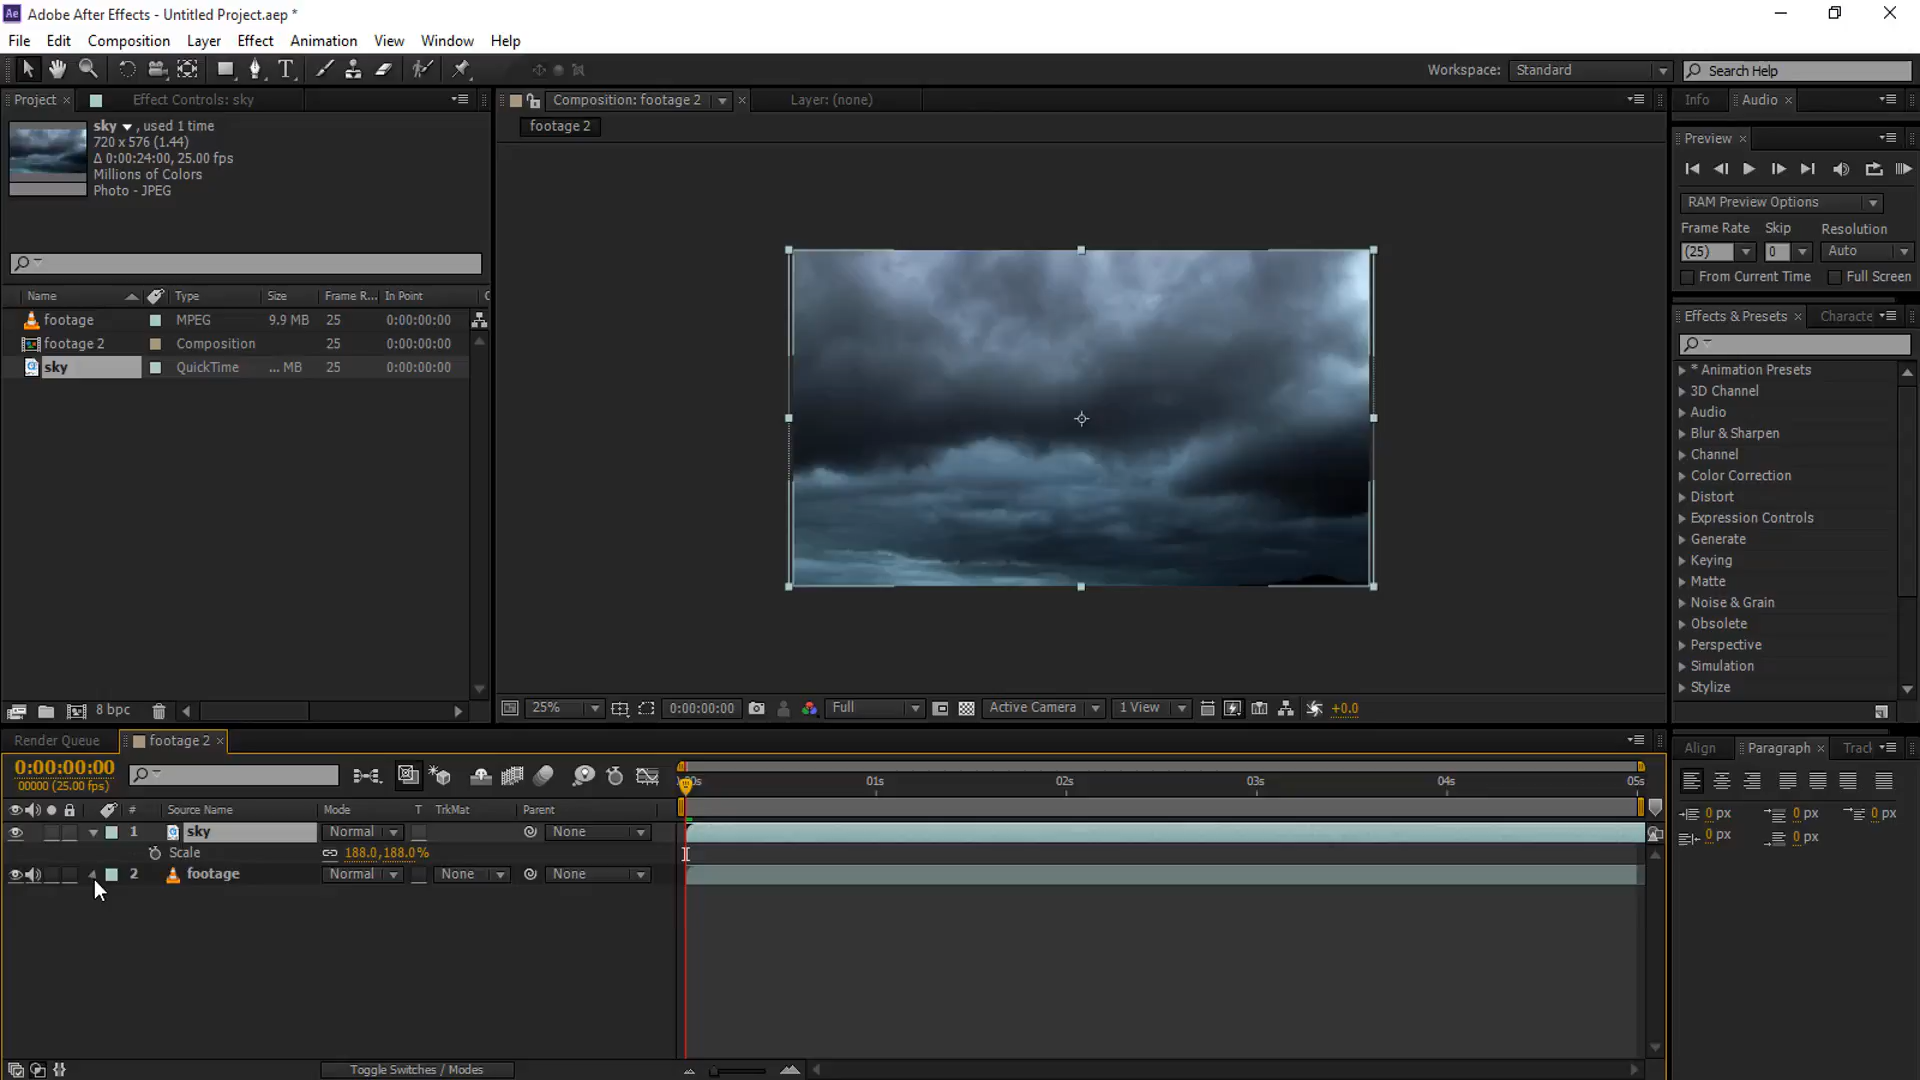 Adobe After Effects - Untitled Project.aep *
File Edit Composition Layer Effect Animation View Window Help
Workspace: Standard Search Help
Project × Effect Controls: sky
sky, used 1 time
720 x 576 (1.44)
Δ 0:00:24:00, 25.00 fps
Millions of Colors
Photo - JPEG
Name Type Size Frame R... In Point
footage MPEG 9.9 MB 25 0:00:00:00
footage 2 Composition 25 0:00:00:00
sky QuickTime ... MB 25 0:00:00:00
8 bpc
Composition: footage 2 × Layer: (none)
footage 2
25% 0:00:00:00 Full Active Camera 1 View +0.0
Info Audio ×
Preview ×
RAM Preview Options
Frame Rate Skip Resolution
(25) 0 Auto
From Current Time Full Screen
Effects & Presets × Characte
* Animation Presets
3D Channel
Audio
Blur & Sharpen
Channel
Color Correction
Distort
Expression Controls
Generate
Keying
Matte
Noise & Grain
Obsolete
Perspective
Simulation
Stylize
Render Queue footage 2 ×
0:00:00:00
00000 (25.00 fps)
:00s 01s 02s 03s 04s 05s
# Source Name Mode T TrkMat Parent
1 sky Normal None
Scale 188.0,188.0%
2 footage Normal None None
Toggle Switches / Modes
Align Paragraph × Track
0 px 0 px 0 px
0 px 0 px